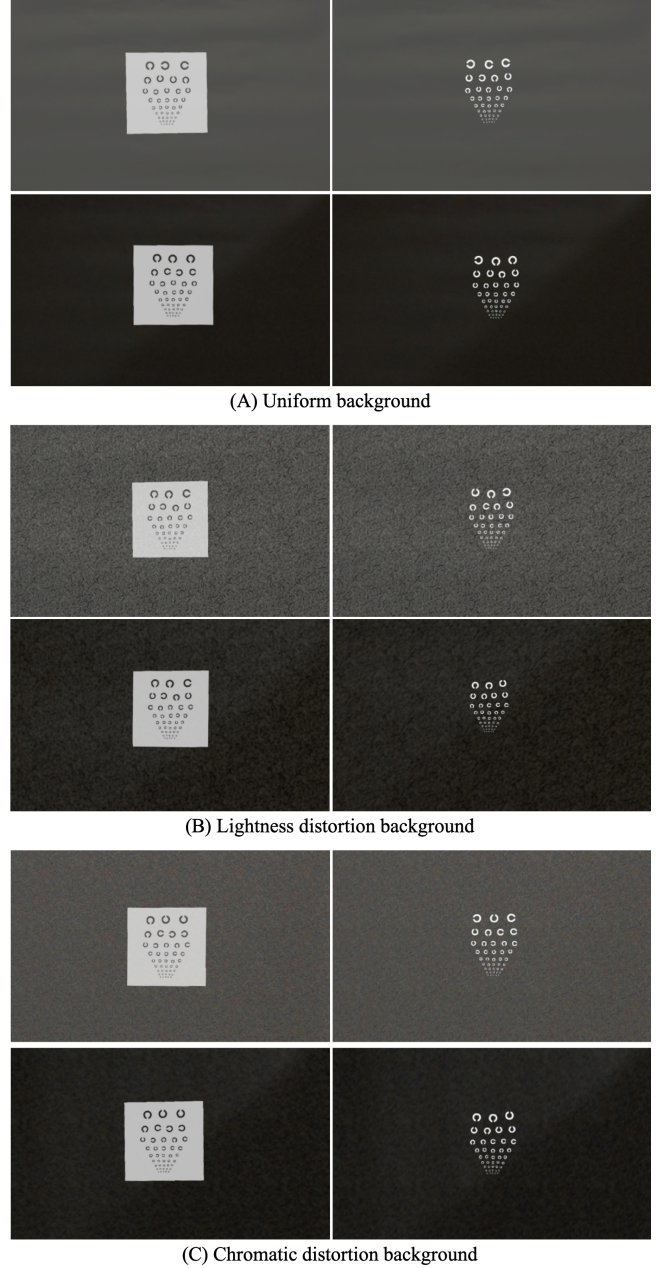 (A) Uniform background
(B) Lightness distortion background
(C) Chromatic distortion background